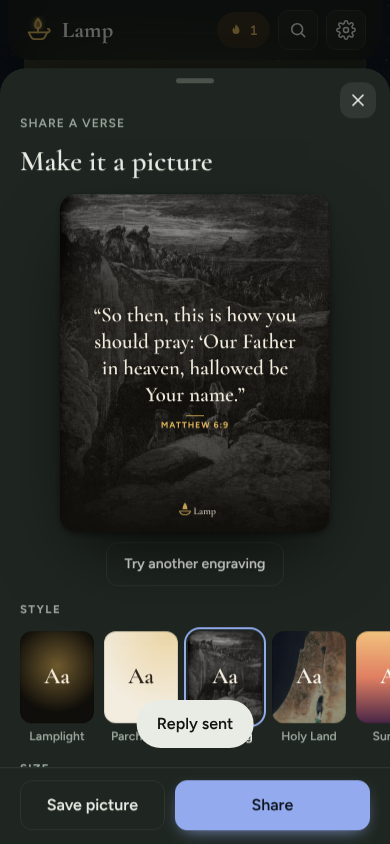 Lamp
1
SHARE A VERSE
Make it a picture
“So then, this is how you
should pray: ‘Our Father
in heaven, hallowed be
Your name.”
MATTHEW 6:9
Lamp
Try another engraving
STYLE
Aa
Aa
Aa
Aa
Lamplight
Holy Land
Reply sent
Save picture
Share